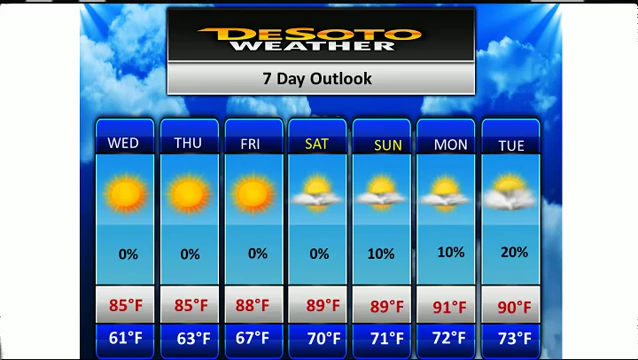 DeSoto
WEATHER
7 Day Outlook
WED THU FRI SAT SUN MON TUE
0% 0% 0% 0% 10% 10% 20%
85°F 85°F 88°F 89°F 89°F 91°F 90°F
61°F 63°F 67°F 70°F 71°F 72°F 73°F